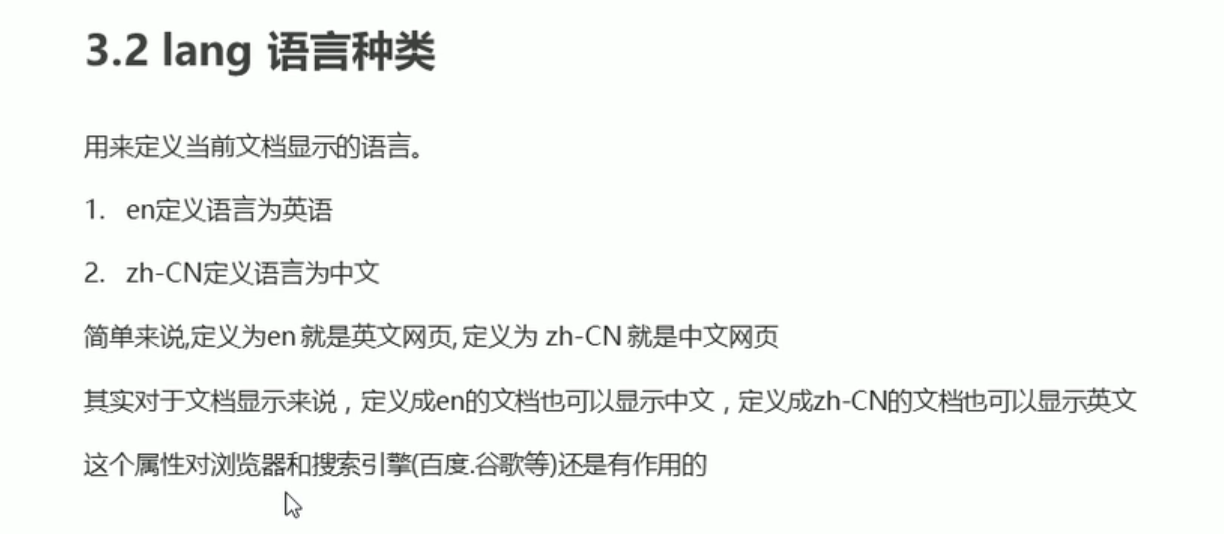 3.2 lang 语言种类
用来定义当前文档显示的语言。
1. en定义语言为英语
2. zh-CN定义语言为中文
简单来说,定义为en 就是英文网页, 定义为 zh-CN 就是中文网页
其实对于文档显示来说，定义成en的文档也可以显示中文，定义成zh-CN的文档也可以显示英文
这个属性对浏览器和搜索引擎(百度.谷歌等)还是有作用的